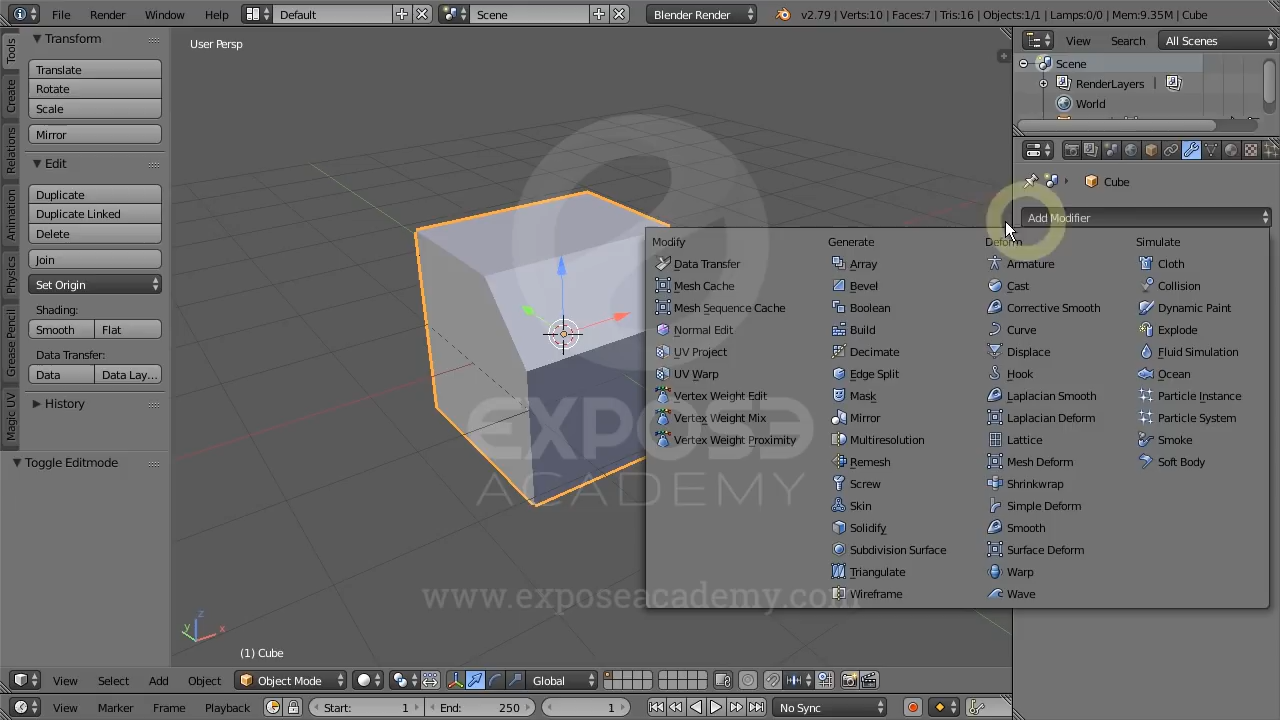 File Render Window Help Default Scene Blender Render v2.79 | Verts:10 | Faces:7 | Tris:16 | Objects:1/1 | Lamps:0/0 | Mem:9.35M | Cube
Tools
Create
Relations
Animation
Physics
Grease Pencil
Magic UV
Transform
Translate
Rotate
Scale
Mirror
Edit
Duplicate
Duplicate Linked
Delete
Join
Set Origin
Shading:
Smooth Flat
Data Transfer:
Data Data Lay...
History
Toggle Editmode
User Persp
EXPOSE
ACADEMY
www.exposeacademy.com
z
y x
(1) Cube
View Search All Scenes
Scene
RenderLayers
World
Cube
Add Modifier
Modify
Data Transfer
Mesh Cache
Mesh Sequence Cache
Normal Edit
UV Project
UV Warp
Vertex Weight Edit
Vertex Weight Mix
Vertex Weight Proximity
Generate
Array
Bevel
Boolean
Build
Decimate
Edge Split
Mask
Mirror
Multiresolution
Remesh
Screw
Skin
Solidify
Subdivision Surface
Triangulate
Wireframe
Deform
Armature
Cast
Corrective Smooth
Curve
Displace
Hook
Laplacian Smooth
Laplacian Deform
Lattice
Mesh Deform
Shrinkwrap
Simple Deform
Smooth
Surface Deform
Warp
Wave
Simulate
Cloth
Collision
Dynamic Paint
Explode
Fluid Simulation
Ocean
Particle Instance
Particle System
Smoke
Soft Body
View Select Add Object Object Mode Global
View Marker Frame Playback Start: 1 End: 250 1 No Sync